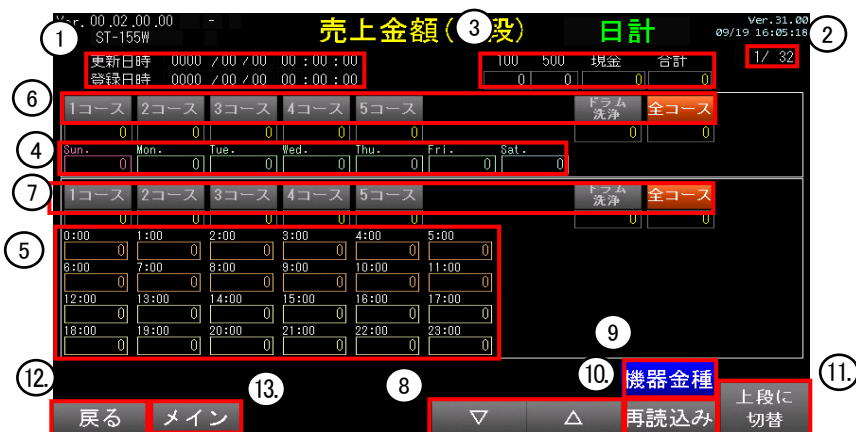 Ver. 00.02.00.00 -
ST-155W
売上金額( 段) 日計
Ver.31.00
09/19 16:05:18
① ③ ②
1/ 32
更新日時 0000 /00 /00 00 :00 :00
登録日時 0000 /00 /00 00 :00 :00
100 500 現金 合計
0 0 0 0
⑥
1コース 2コース 3コース 4コース 5コース ドラム洗浄 全コース
0 0 0 0 0 0 0
④
Sun. Mon. Tue. Wed. Thu. Fri. Sat.
0 0 0 0 0 0 0
⑦
1コース 2コース 3コース 4コース 5コース ドラム洗浄 全コース
0 0 0 0 0 0 0
⑤
0:00 1:00 2:00 3:00 4:00 5:00
0 0 0 0 0 0
6:00 7:00 8:00 9:00 10:00 11:00
0 0 0 0 0 0
12:00 13:00 14:00 15:00 16:00 17:00
0 0 0 0 0 0
18:00 19:00 20:00 21:00 22:00 23:00
0 0 0 0 0 0
⑨
12. 13. ⑧ 10. 機器金種 11.
戻る メイン ▽ △ 再読込み 上段に
切替